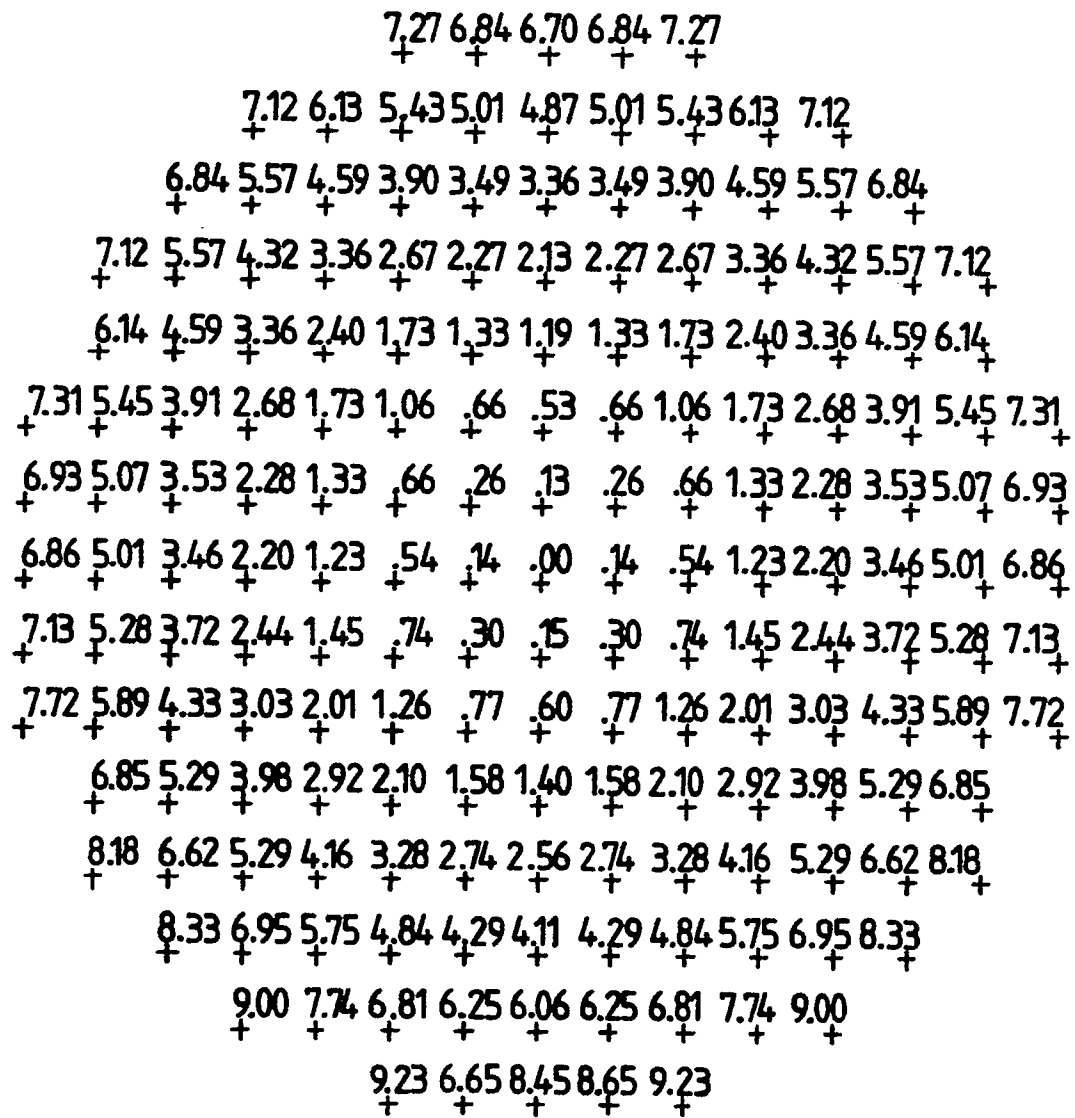 7.27 6.84 6.70 6.84 7.27
7.12 6.13 5.43 5.01 4.87 5.01 5.43 6.13 7.12
6.84 5.57 4.59 3.90 3.49 3.36 3.49 3.90 4.59 5.57 6.84
7.12 5.57 4.32 3.36 2.67 2.27 2.13 2.27 2.67 3.36 4.32 5.57 7.12
6.14 4.59 3.36 2.40 1.73 1.33 1.19 1.33 1.73 2.40 3.36 4.59 6.14
7.31 5.45 3.91 2.68 1.73 1.06 .66 .53 .66 1.06 1.73 2.68 3.91 5.45 7.31
6.93 5.07 3.53 2.28 1.33 .66 .26 .13 .26 .66 1.33 2.28 3.53 5.07 6.93
6.86 5.01 3.46 2.20 1.23 .54 .14 .00 .14 .54 1.23 2.20 3.46 5.01 6.86
7.13 5.28 3.72 2.44 1.45 .74 .30 .15 .30 .74 1.45 2.44 3.72 5.28 7.13
7.72 5.89 4.33 3.03 2.01 1.26 .77 .60 .77 1.26 2.01 3.03 4.33 5.89 7.72
6.85 5.29 3.98 2.92 2.10 1.58 1.40 1.58 2.10 2.92 3.98 5.29 6.85
8.18 6.62 5.29 4.16 3.28 2.74 2.56 2.74 3.28 4.16 5.29 6.62 8.18
8.33 6.95 5.75 4.84 4.29 4.11 4.29 4.84 5.75 6.95 8.33
9.00 7.74 6.81 6.25 6.06 6.25 6.81 7.74 9.00
9.23 6.65 8.45 8.65 9.23